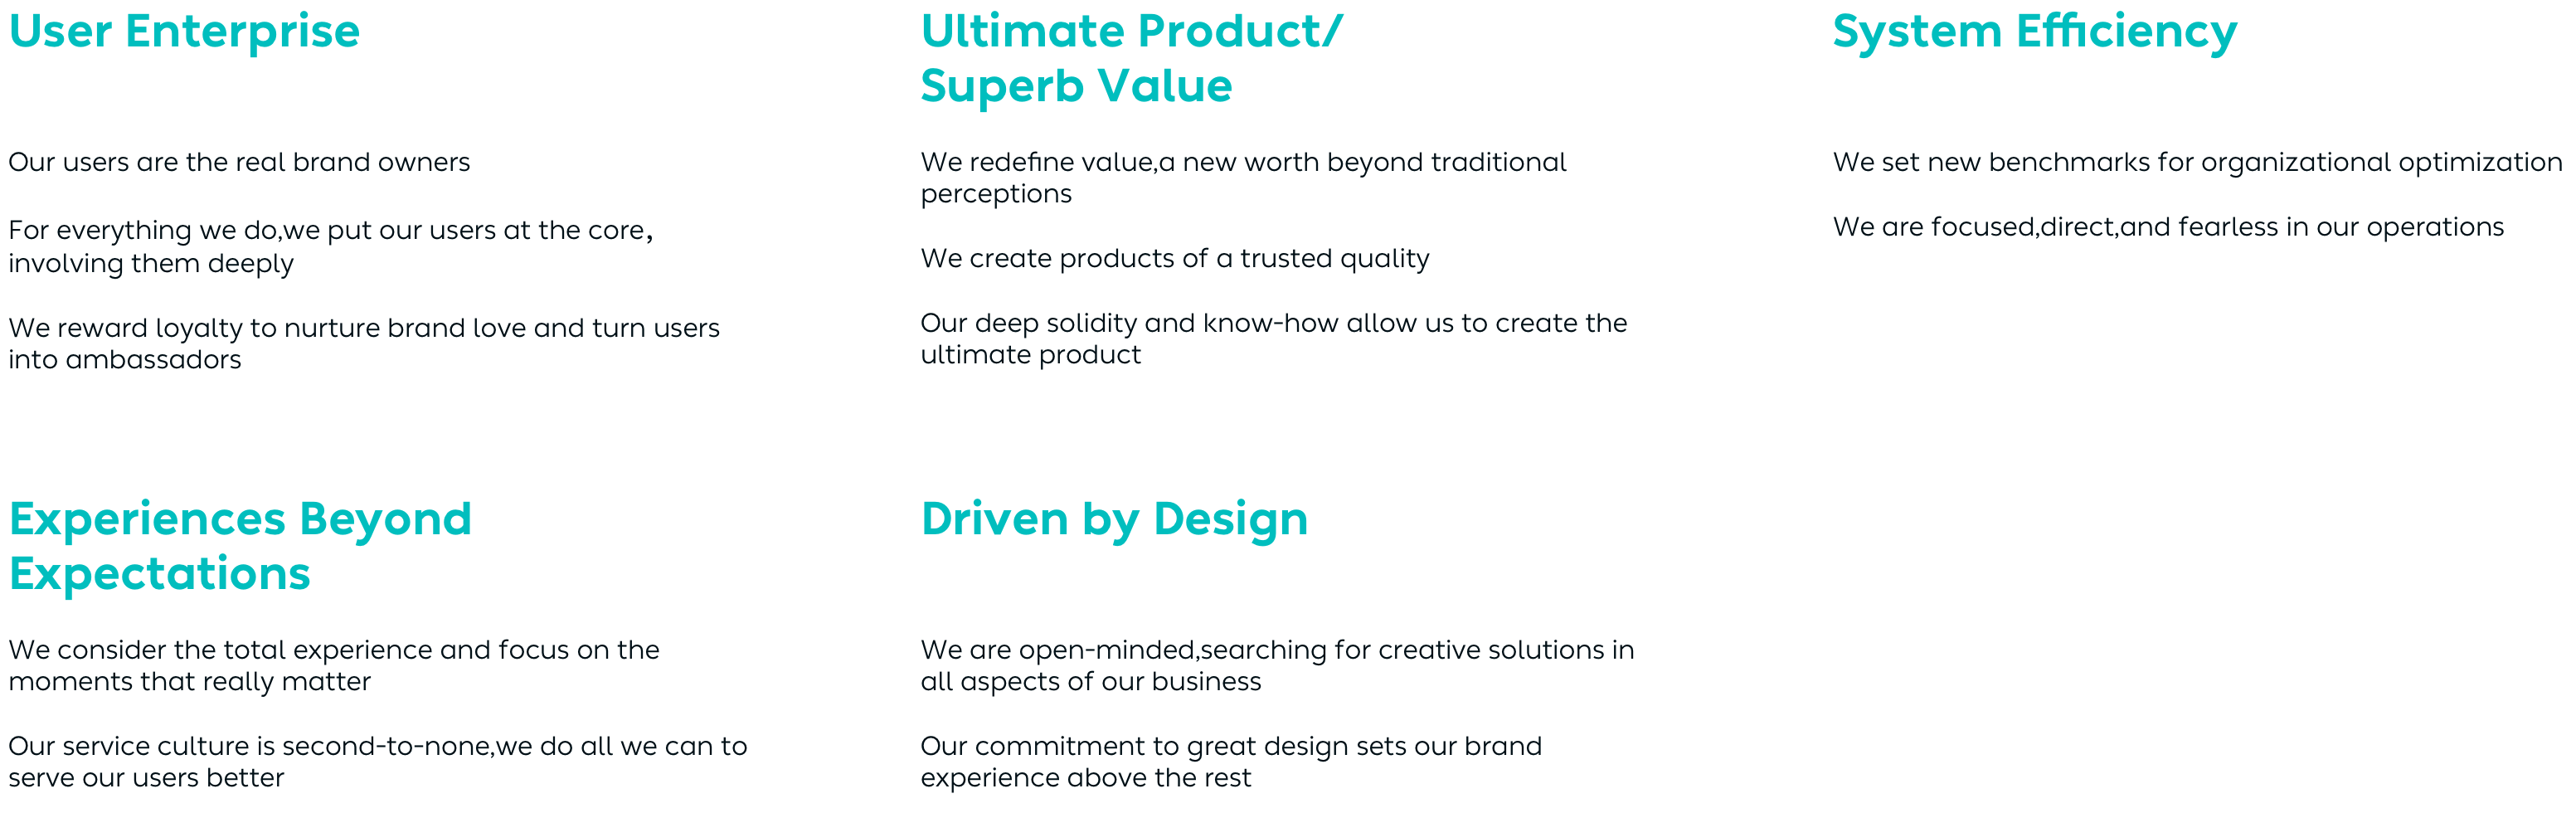 User Enterprise
Our users are the real brand owners
For everything we do,we put our users at the core，
involving them deeply
We reward loyalty to nurture brand love and turn users
into ambassadors
Ultimate Product/
Superb Value
We redefine value,a new worth beyond traditional
perceptions
We create products of a trusted quality
Our deep solidity and know-how allow us to create the
ultimate product
System Efficiency
We set new benchmarks for organizational optimization
We are focused,direct,and fearless in our operations
Experiences Beyond
Expectations
We consider the total experience and focus on the
moments that really matter
Our service culture is second-to-none,we do all we can to
serve our users better
Driven by Design
We are open-minded,searching for creative solutions in
all aspects of our business
Our commitment to great design sets our brand
experience above the rest